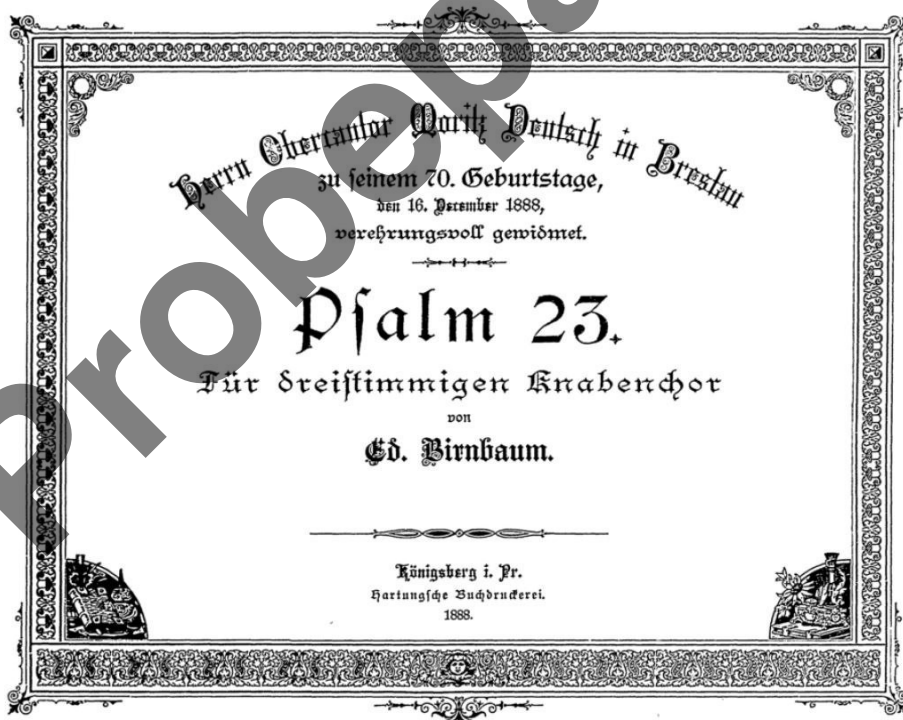 Herrn Obercantor Moritz Deutsch in Breslau
zu seinem 70. Geburtstage,
den 16. December 1888,
verehrungsvoll gewidmet.
Psalm 23.
Für dreistimmigen Knabenchor
von
Ed. Birnbaum.
Königsberg i. Pr.
Hartungsche Buchdruckerei.
1888.